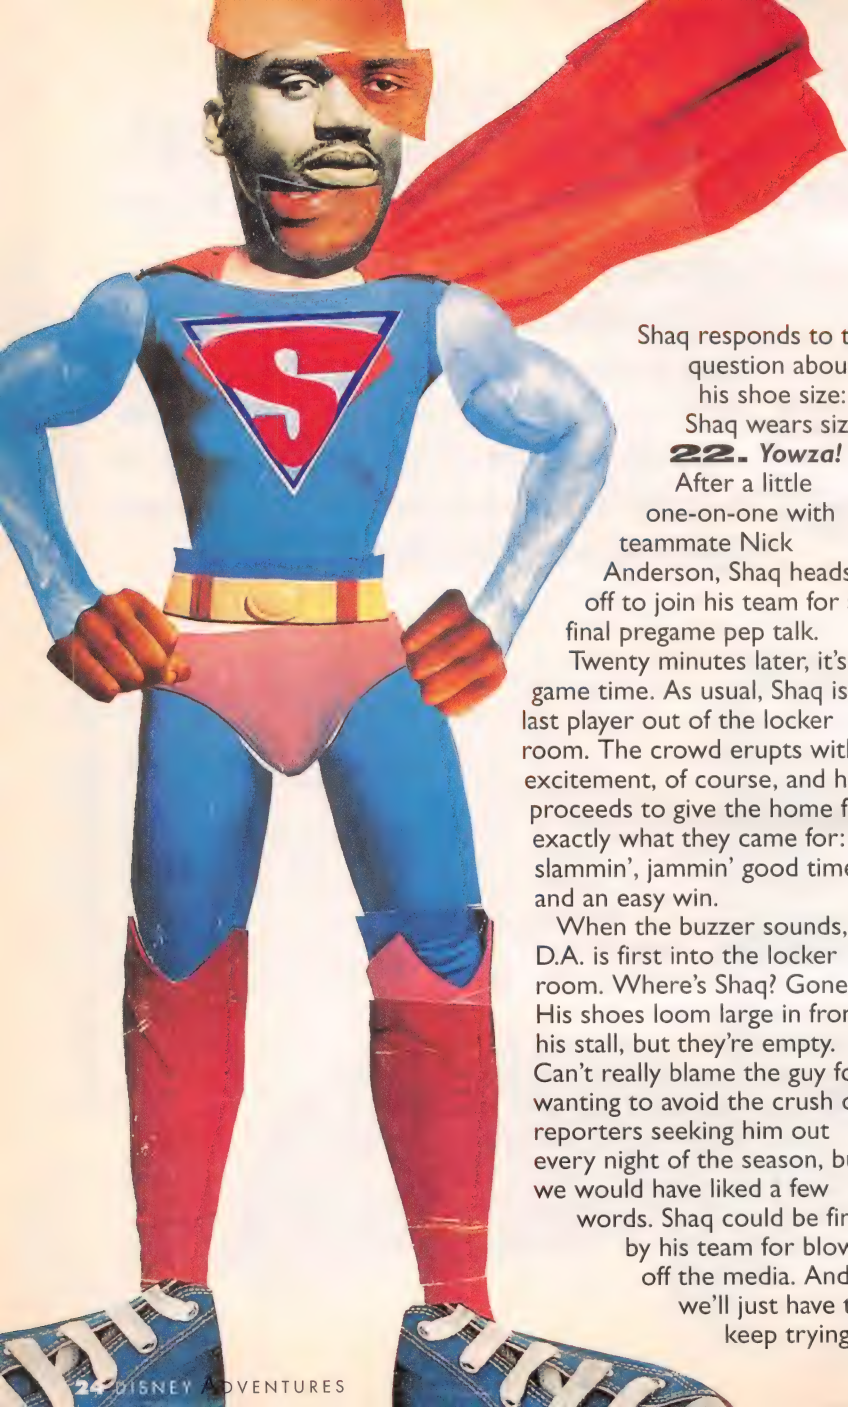 S
Shaq responds to t
question abou
his shoe size:
Shaq wears siz
22. Yowza!
After a little
one-on-one with
teammate Nick
Anderson, Shaq heads
off to join his team for
final pregame pep talk.
Twenty minutes later, it's
game time. As usual, Shaq is
last player out of the locker
room. The crowd erupts with
excitement, of course, and h
proceeds to give the home f
exactly what they came for:
slammin', jammin' good time
and an easy win.
When the buzzer sounds,
D.A. is first into the locker
room. Where's Shaq? Gone
His shoes loom large in fron
his stall, but they're empty.
Can't really blame the guy fo
wanting to avoid the crush o
reporters seeking him out
every night of the season, bu
we would have liked a few
words. Shaq could be fin
by his team for blow
off the media. And
we'll just have t
keep trying
24 DISNEY ADVENTURES